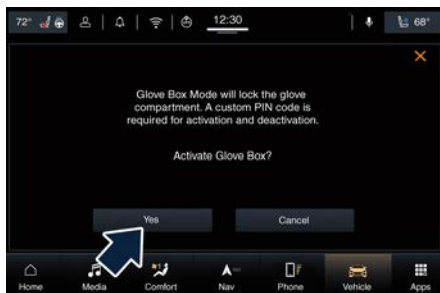 72°
12:30
68°
Glove Box Mode will lock the glove
compartment. A custom PIN code is
required for activation and deactivation.
Activate Glove Box?
Yes
Cancel
Home
Media
Comfort
Nav
Phone
Vehicle
Apps